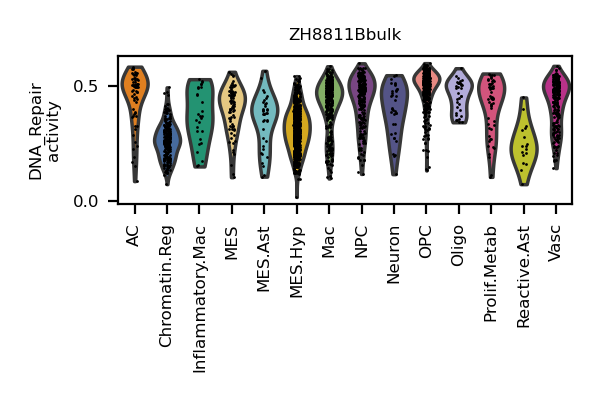 ZH8811Bbulk
DNA_Repair
activity
0.5
0.0
AC
Chromatin.Reg
Inflammatory.Mac
MES
MES.Ast
MES.Hyp
Mac
NPC
Neuron
OPC
Oligo
Prolif.Metab
Reactive.Ast
Vasc